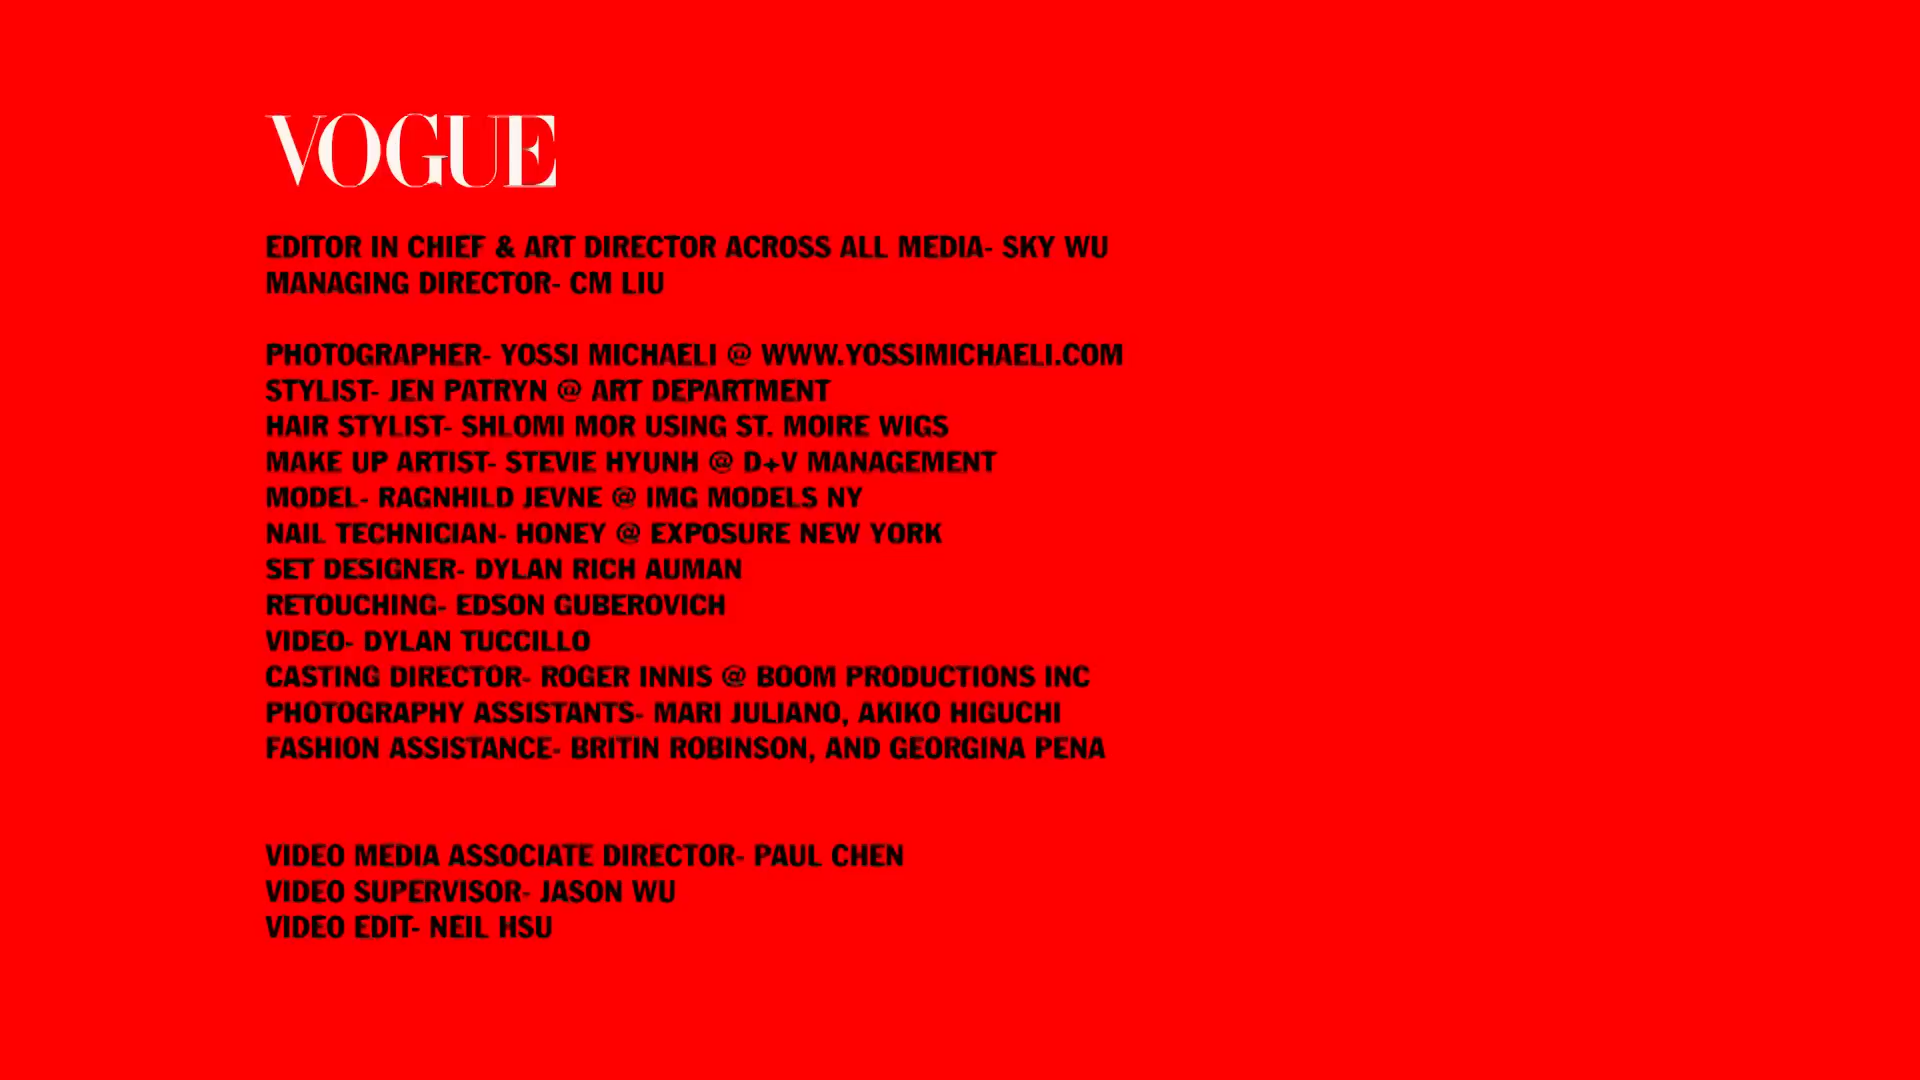 VOGUE
EDITOR IN CHIEF & ART DIRECTOR ACROSS ALL MEDIA- SKY WU
MANAGING DIRECTOR- CM LIU
PHOTOGRAPHER- YOSSI MICHAELI @ WWW.YOSSIMICHAELI.COM
STYLIST- JEN PATRYN @ ART DEPARTMENT
HAIR STYLIST- SHLOMI MOR USING ST. MOIRE WIGS
MAKE UP ARTIST- STEVIE HYUNH @ D+V MANAGEMENT
MODEL- RAGNHILD JEVNE @ IMG MODELS NY
NAIL TECHNICIAN- HONEY @ EXPOSURE NEW YORK
SET DESIGNER- DYLAN RICH AUMAN
RETOUCHING- EDSON GUBEROVICH
VIDEO- DYLAN TUCCILLO
CASTING DIRECTOR- ROGER INNIS @ BOOM PRODUCTIONS INC
PHOTOGRAPHY ASSISTANTS- MARI JULIANO, AKIKO HIGUCHI
FASHION ASSISTANCE- BRITIN ROBINSON, AND GEORGINA PENA
VIDEO MEDIA ASSOCIATE DIRECTOR- PAUL CHEN
VIDEO SUPERVISOR- JASON WU
VIDEO EDIT- NEIL HSU